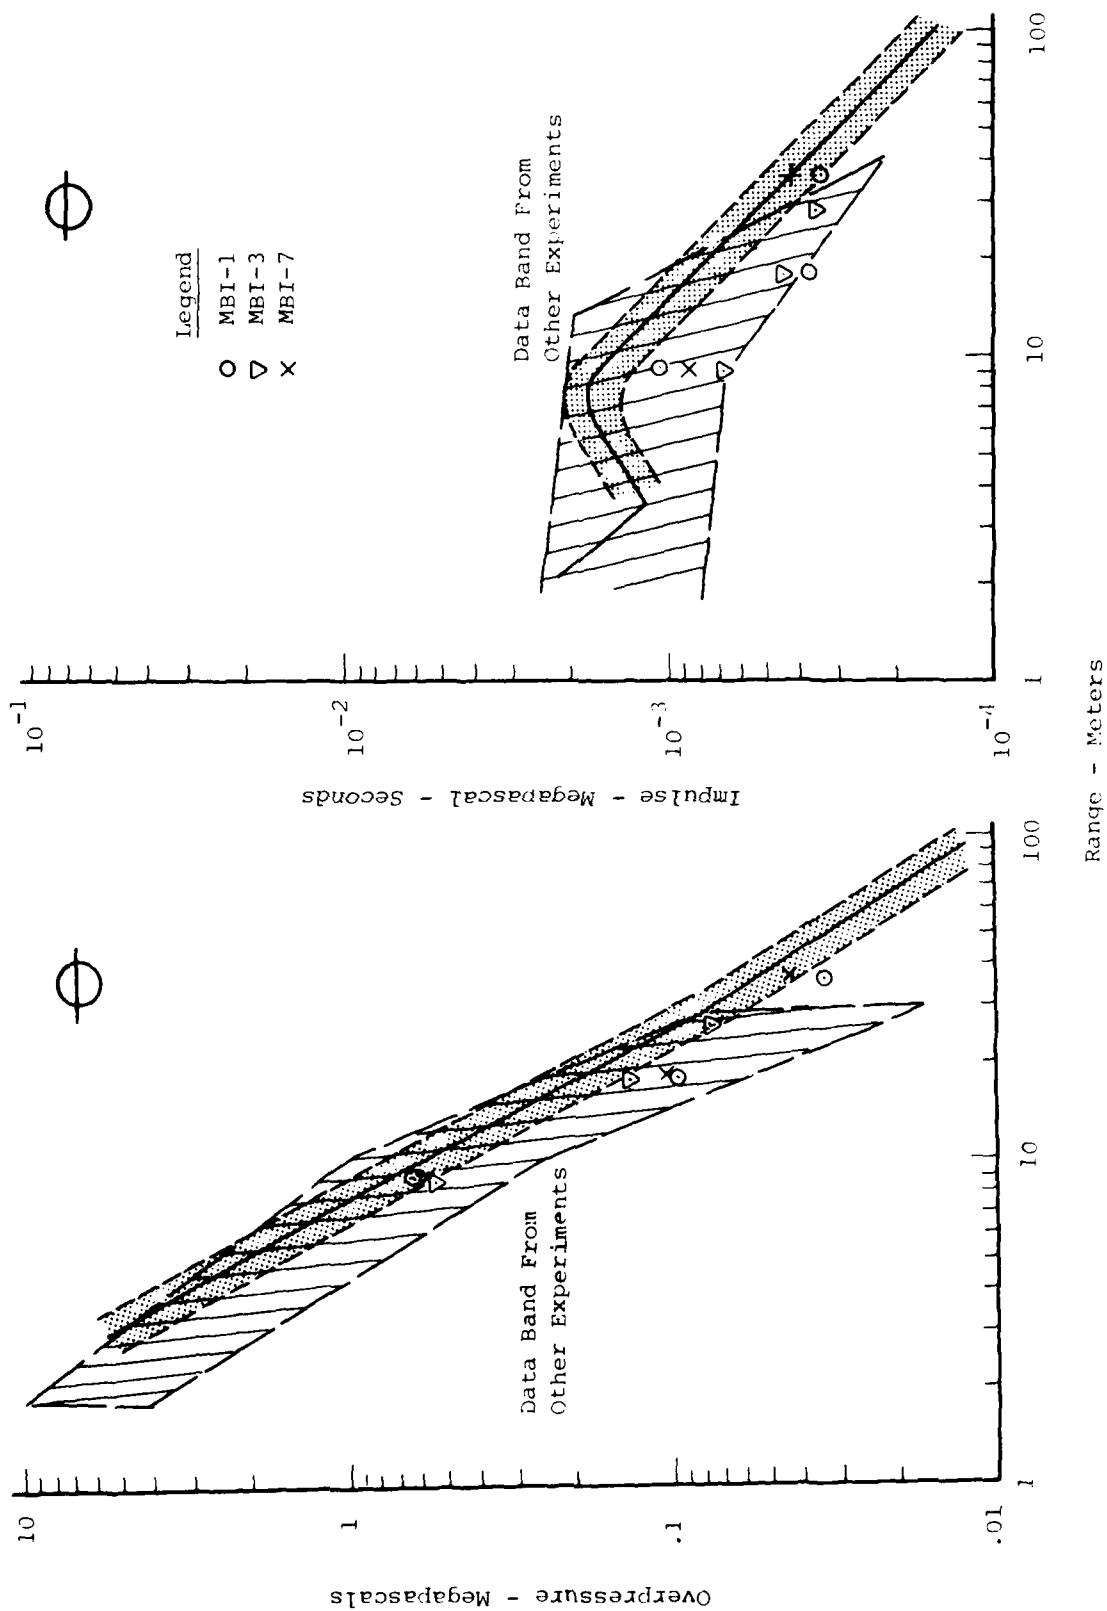 Overpressure - Megapascals
10
1
.1
.01
1
10
100
Data Band From
Other Experiments
Impulse - Megapascal - Seconds
10-1
10-2
10-3
10-4
1
10
100
Data Band From
Other Experiments
Legend
MBI-1
MBI-3
MBI-7
Range - Meters